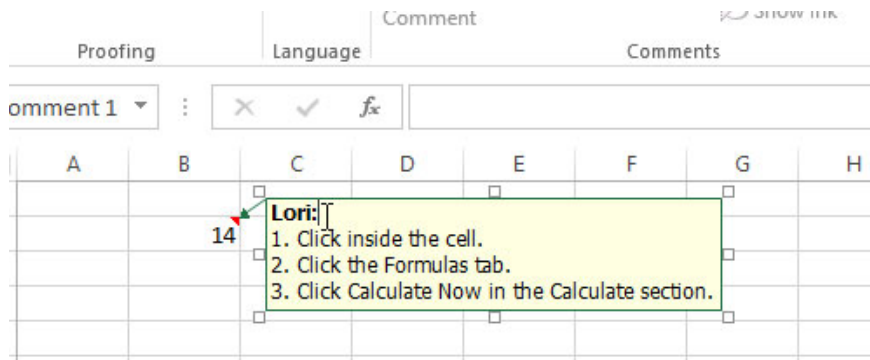 Comment
Show Ink
Proofing
Language
Comments
omment 1
fx
A
B
C
D
E
F
G
H
14
Lori:
1. Click inside the cell.
2. Click the Formulas tab.
3. Click Calculate Now in the Calculate section.